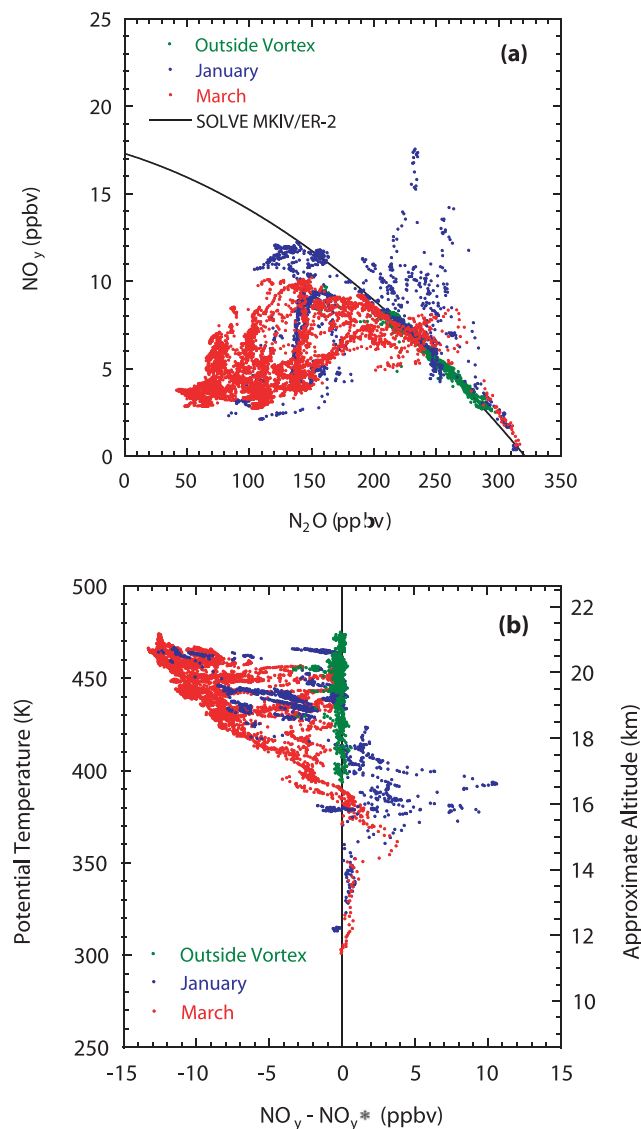 25
20
15
10
5
0
NOy (ppbv)
(a)
Outside Vortex
January
March
SOLVE MKIV/ER-2
0 50 100 150 200 250 300 350
N2O (ppbv)
500
450
400
350
300
250
Potential Temperature (K)
(b)
Outside Vortex
January
March
22
20
18
16
14
12
10
Approximate Altitude (km)
-15 -10 -5 0 5 10 15
NOy - NOy* (ppbv)